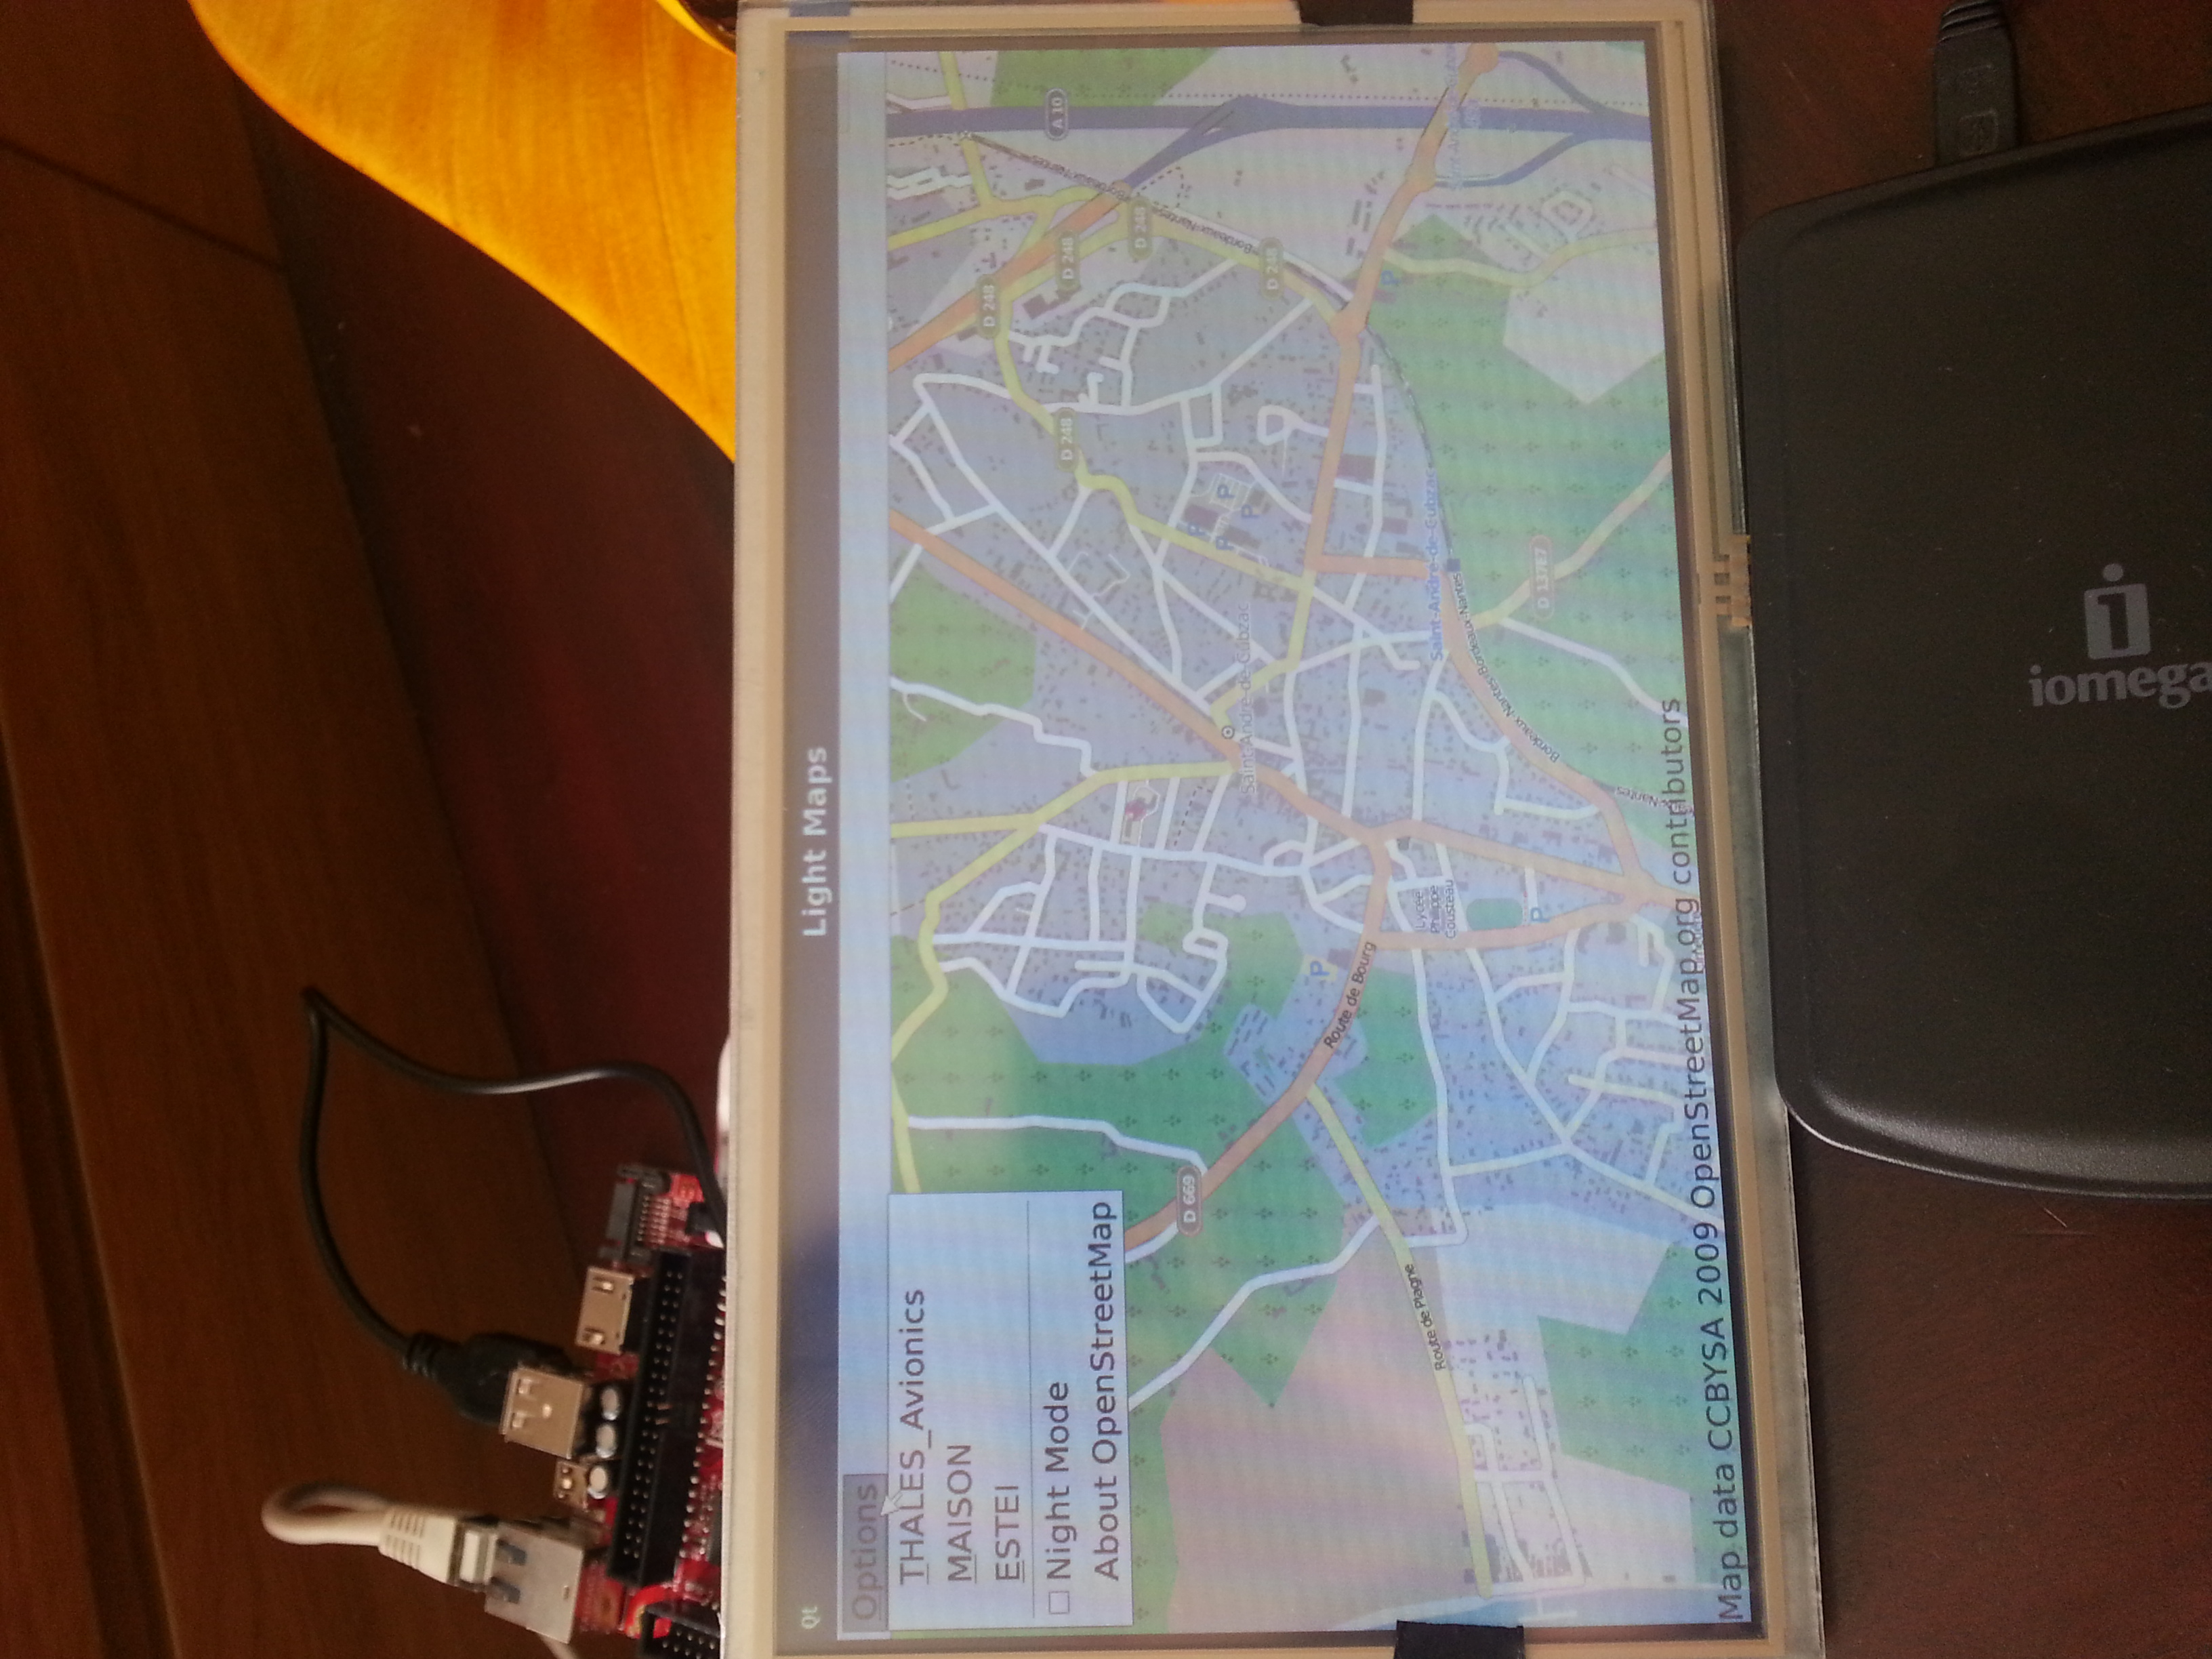 Qt
Light Maps
Options
THALES_Avionics
MAISON
ESTEI
Night Mode
About OpenStreetMap
D 248
D 248
D 248
A 10
D 248
D 669
Saint-André-de-Cubzac
D 248
Bordeaux-Nantes
P
P
P
P
Route de Bourg
P
Route de Plagne
Lycée
Philippe
Cousteau
Saint-André-de-Cubzac
Bordeaux-Nantes
Bordeaux-Nantes
P
D 137E7
Map data CCBYSA 2009 OpenStreetMap.org contributors
iomega